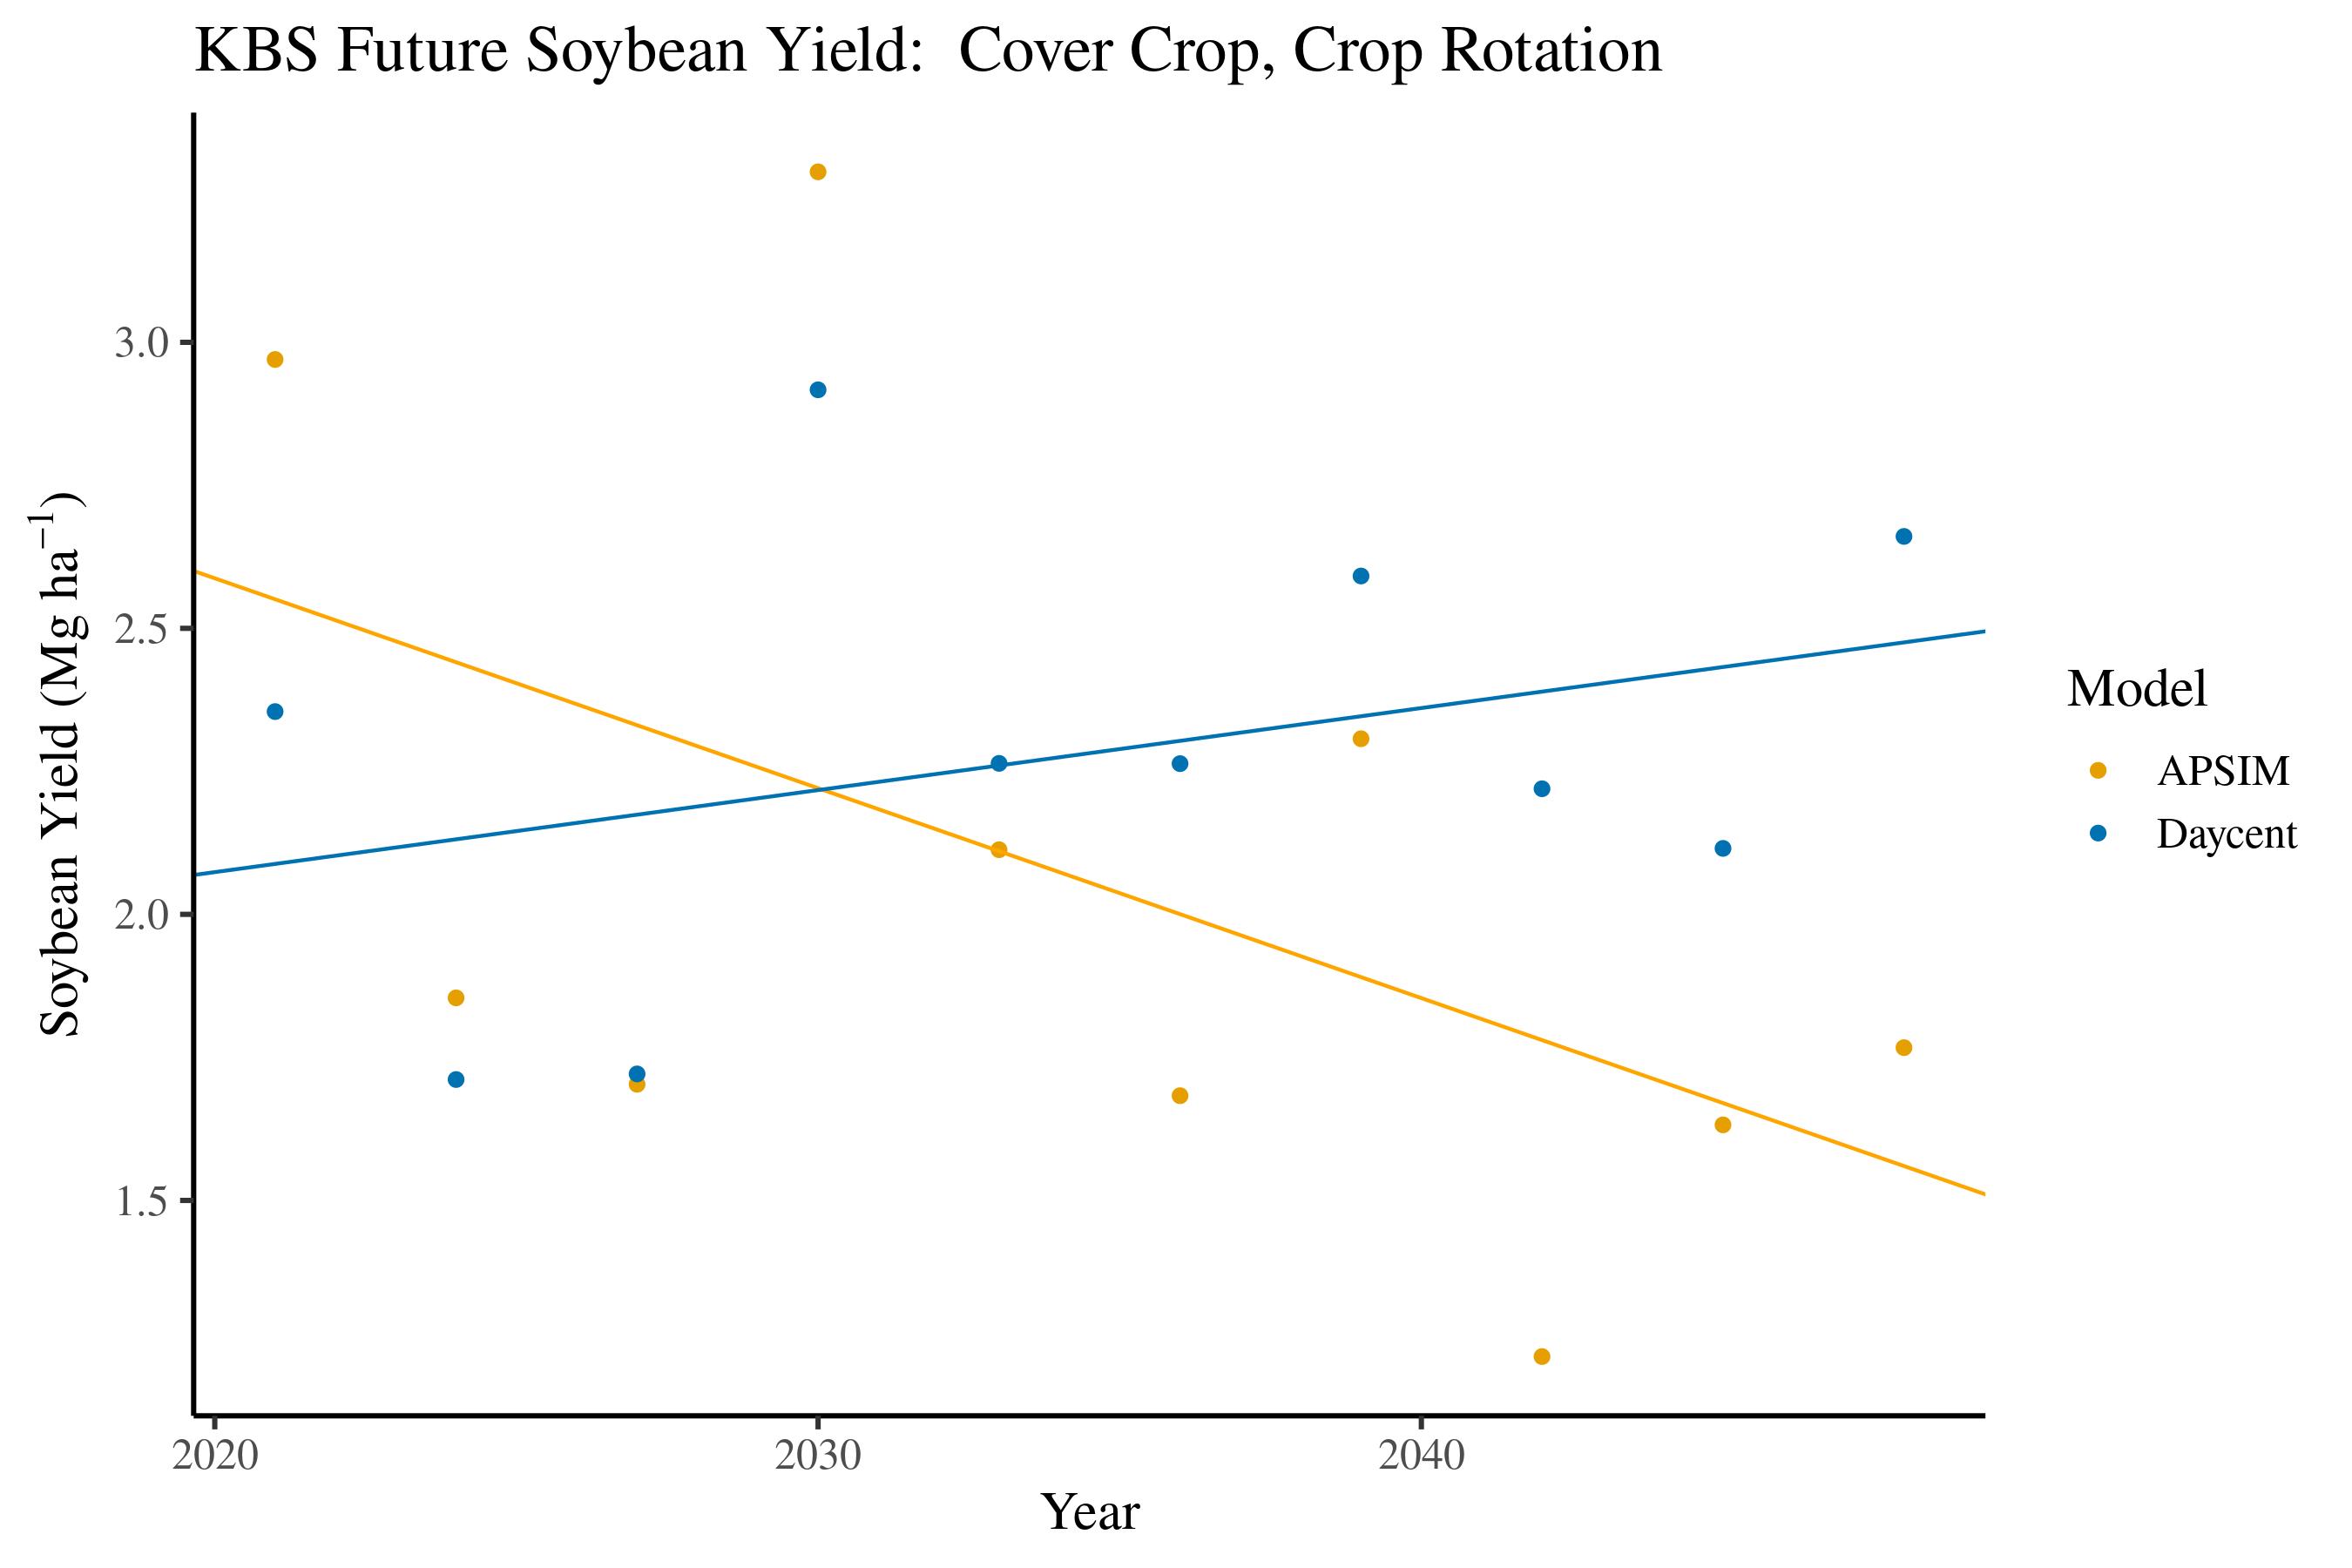 KBS Future Soybean Yield:  Cover Crop, Crop Rotation
Soybean Yield (Mg ha⁻¹)
3.0
2.5
2.0
1.5
2020
2030
2040
Year
Model
APSIM
Daycent